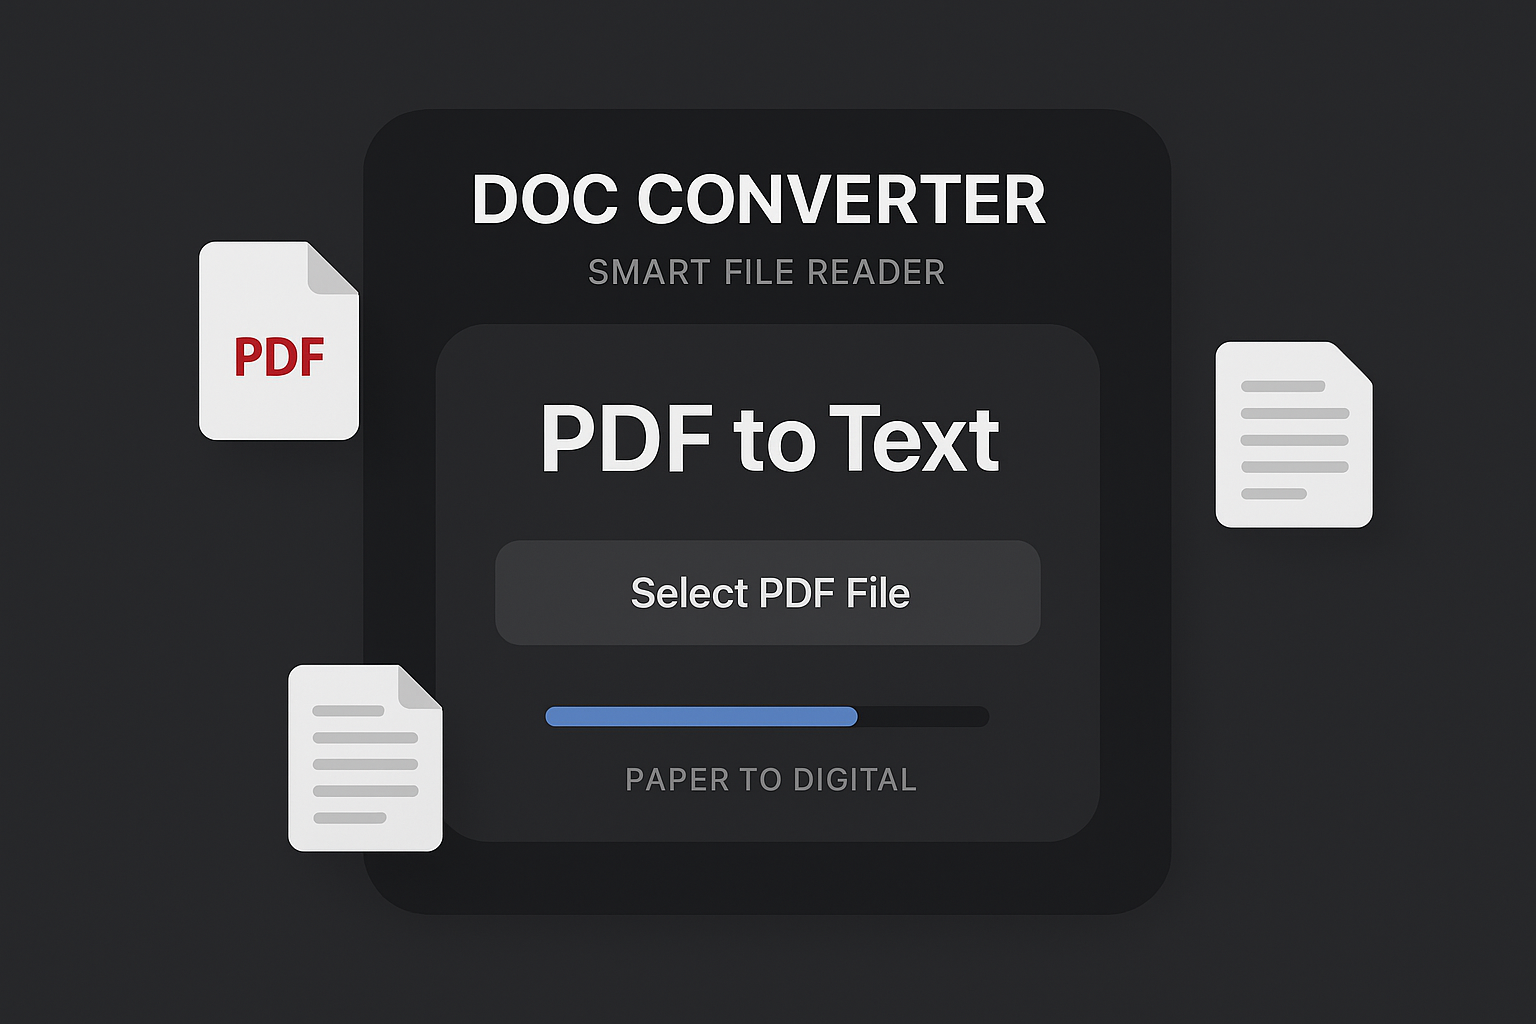 DOC CONVERTER
SMART FILE READER
PDF
PDF to Text
Select PDF File
PAPER TO DIGITAL